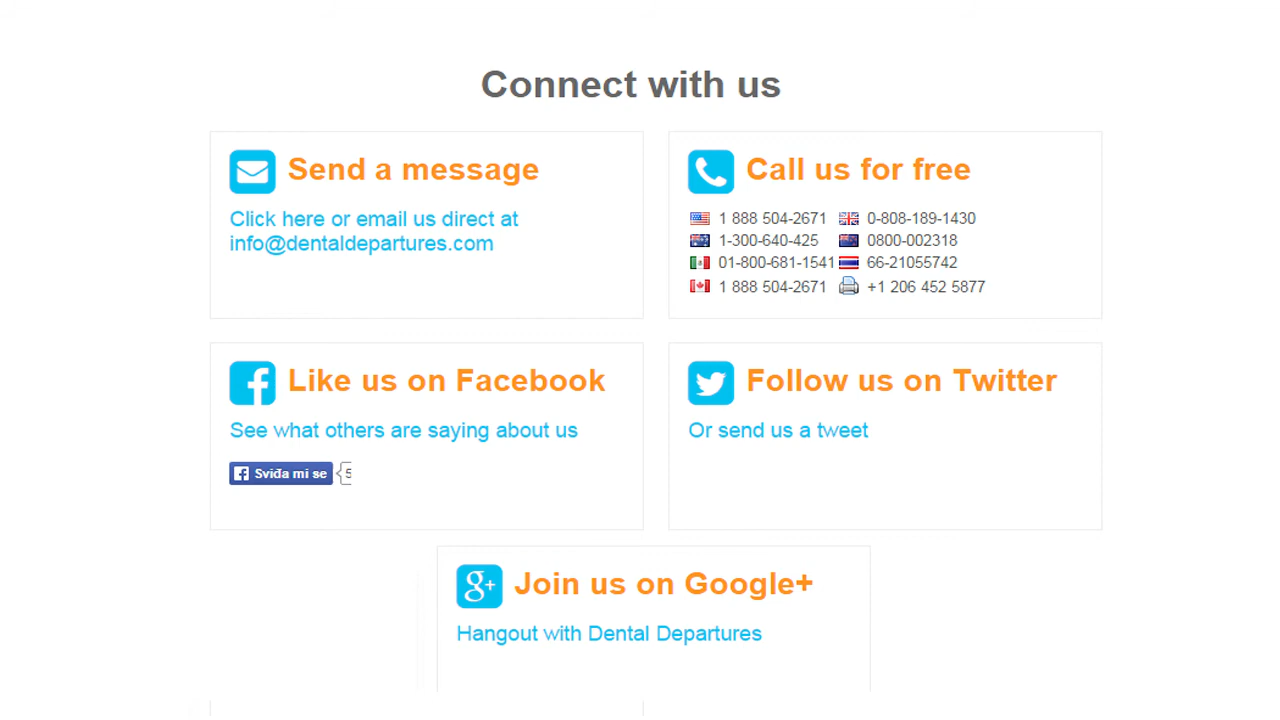 Connect with us
Send a message
Click here or email us direct at
info@dentaldepartures.com
Call us for free
1 888 504-2671 0-808-189-1430
1-300-640-425 0800-002318
01-800-681-1541 66-21055742
1 888 504-2671 +1 206 452 5877
Like us on Facebook
See what others are saying about us
Sviđa mi se 5
Follow us on Twitter
Or send us a tweet
g+ Join us on Google+
Hangout with Dental Departures